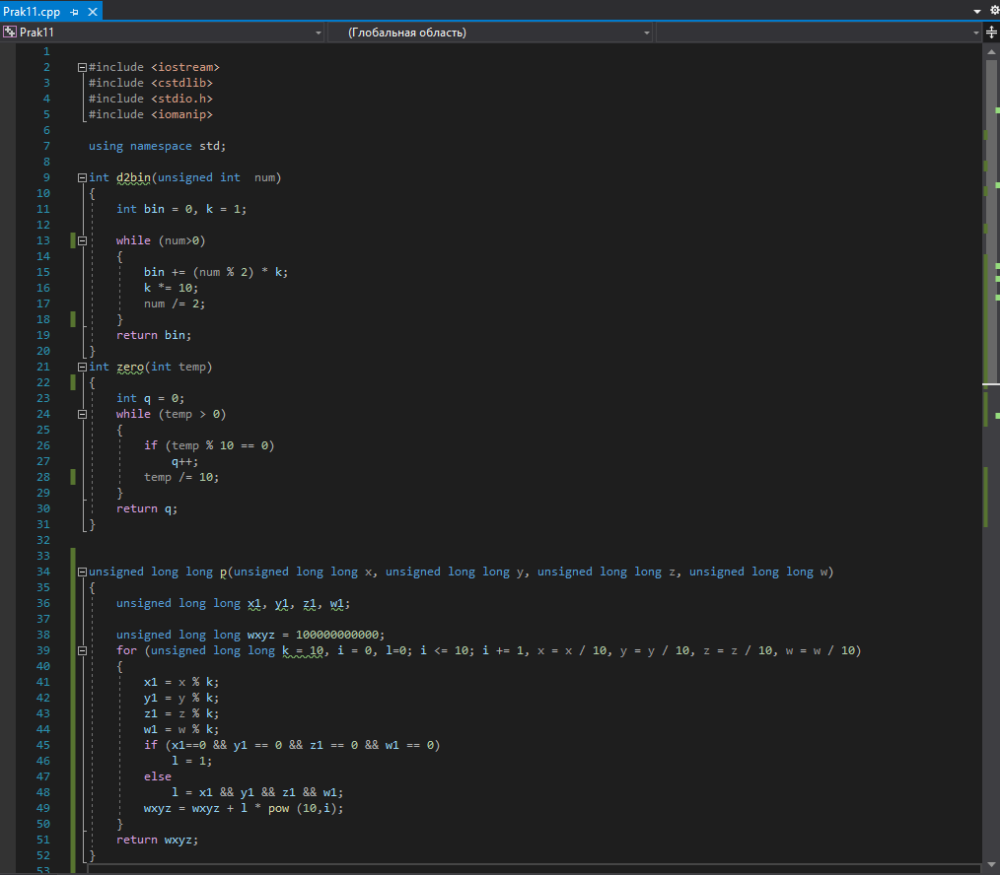 Prak11.cpp
Prak11 (Глобальная область)
1
2 #include <iostream>
3 #include <cstdlib>
4 #include <stdio.h>
5 #include <iomanip>
6
7 using namespace std;
8
9 int d2bin(unsigned int  num)
10 {
11 int bin = 0, k = 1;
12
13 while (num>0)
14 {
15 bin += (num % 2) * k;
16 k *= 10;
17 num /= 2;
18 }
19 return bin;
20 }
21 int zero(int temp)
22 {
23 int q = 0;
24 while (temp > 0)
25 {
26 if (temp % 10 == 0)
27 q++;
28 temp /= 10;
29 }
30 return q;
31 }
32
33
34 unsigned long long p(unsigned long long x, unsigned long long y, unsigned long long z, unsigned long long w)
35 {
36 unsigned long long x1, y1, z1, w1;
37
38 unsigned long long wxyz = 100000000000;
39 for (unsigned long long k = 10, i = 0, l=0; i <= 10; i += 1, x = x / 10, y = y / 10, z = z / 10, w = w / 10)
40 {
41 x1 = x % k;
42 y1 = y % k;
43 z1 = z % k;
44 w1 = w % k;
45 if (x1==0 && y1 == 0 && z1 == 0 && w1 == 0)
46 l = 1;
47 else
48 l = x1 && y1 && z1 && w1;
49 wxyz = wxyz + l * pow (10,i);
50 }
51 return wxyz;
52 }
53